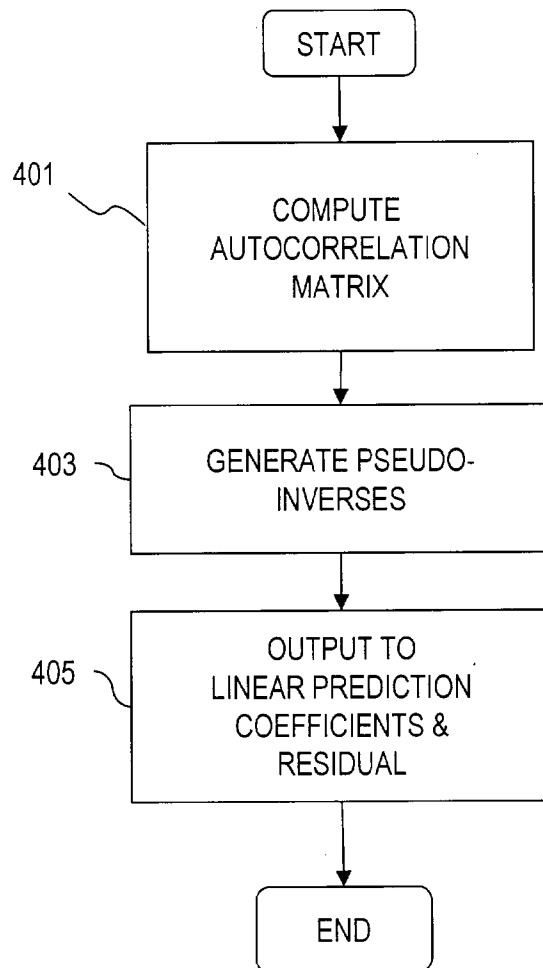 START
401
COMPUTE
AUTOCORRELATION
MATRIX
403
GENERATE PSEUDO-
INVERSES
405
OUTPUT TO
LINEAR PREDICTION
COEFFICIENTS &
RESIDUAL
END